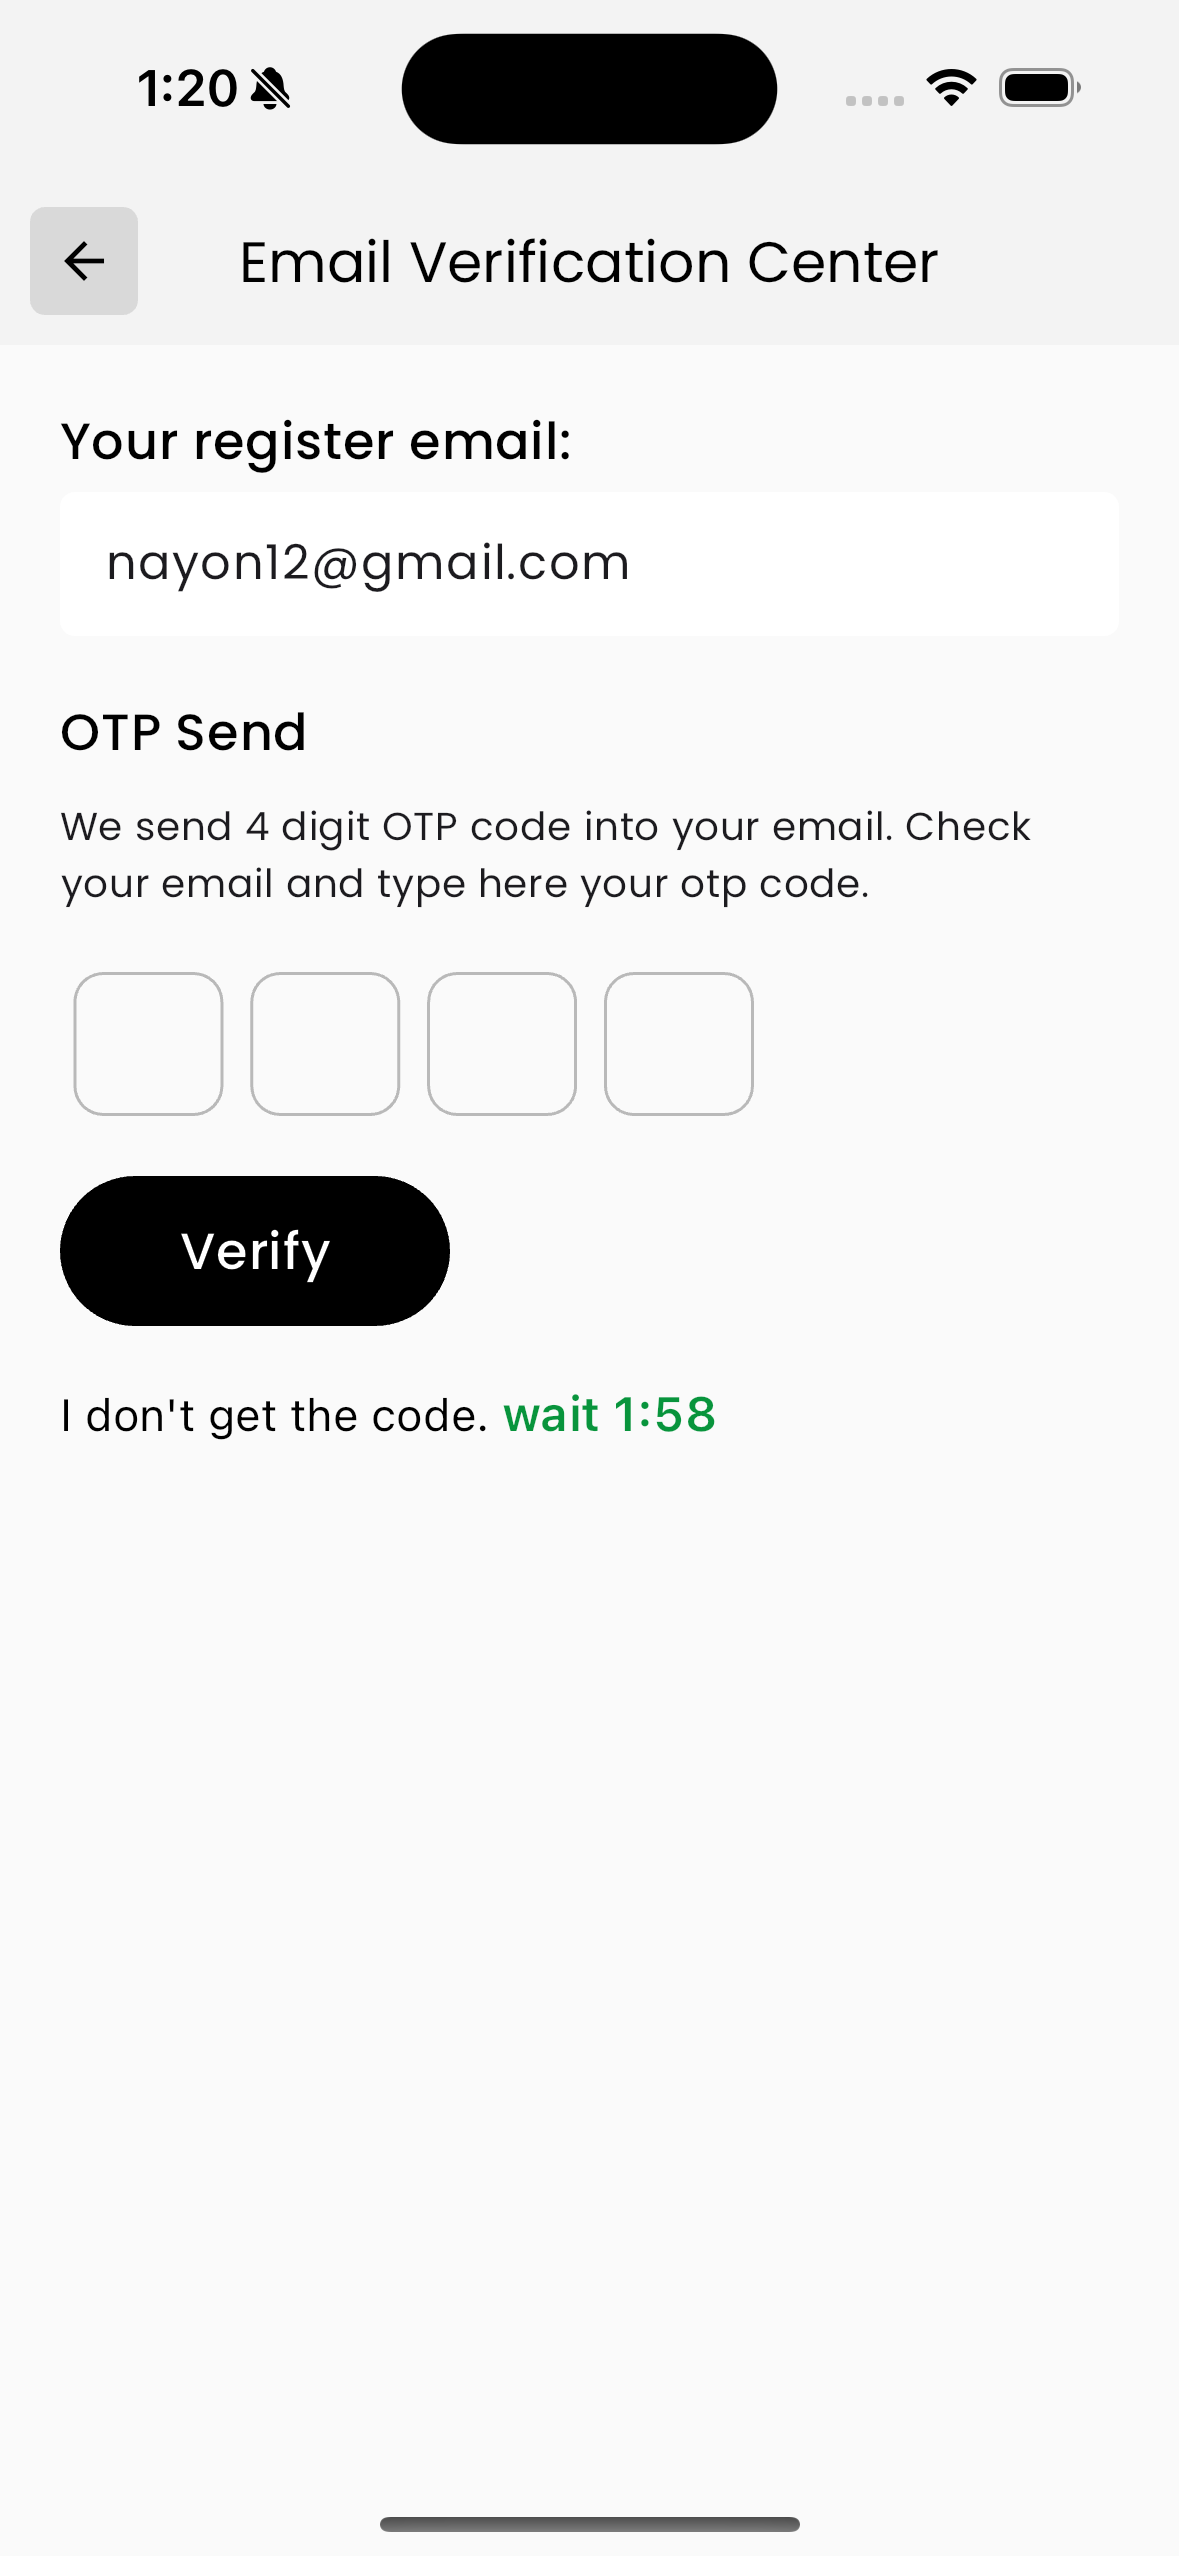 1:20
Email Verification Center
Your register email:
nayon12@gmail.com
OTP Send
We send 4 digit OTP code into your email. Check
your email and type here your otp code.
Verify
I don't get the code. wait 1:58